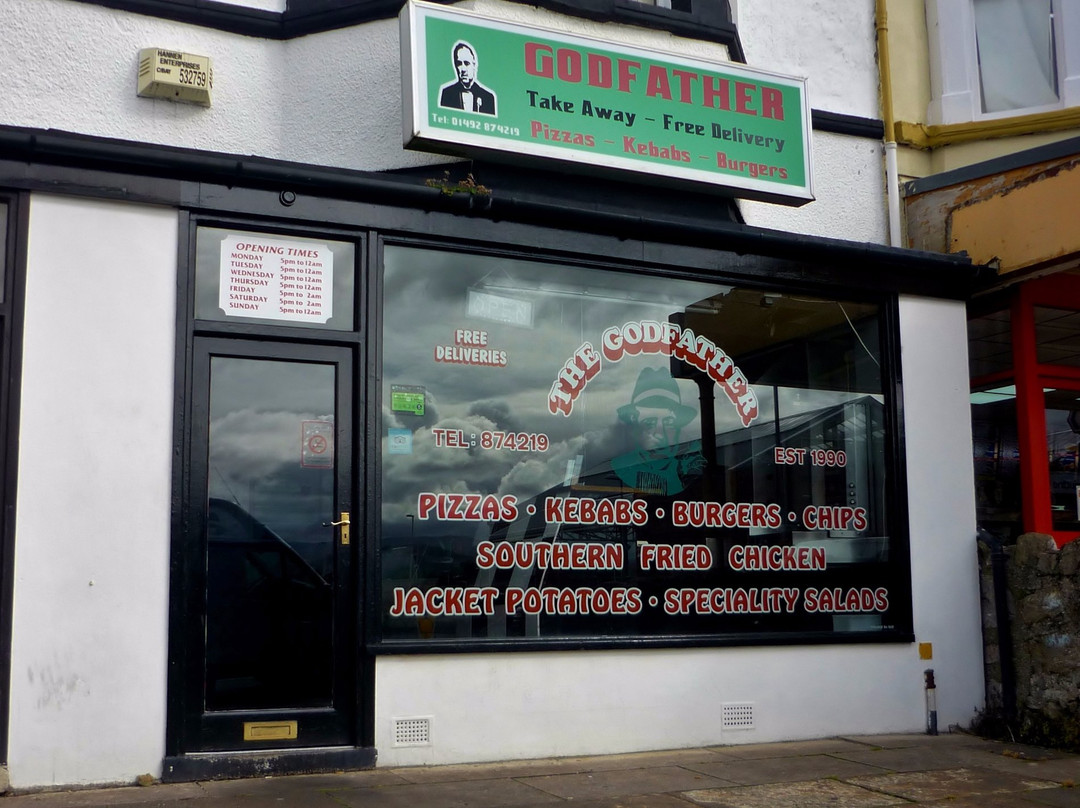 HANNEN
ENTERPRISES
532759
GODFATHER
Take Away - Free Delivery
Pizzas - Kebabs - Burgers
Tel: 01492 874219
OPENING TIMES
MONDAY 5pm to 12am
TUESDAY 5pm to 12am
WEDNESDAY 5pm to 12am
THURSDAY 5pm to 12am
FRIDAY 5pm to 2am
SATURDAY 5pm to 2am
SUNDAY 5pm to 12am
FREE
DELIVERIES
THE GODFATHER
TEL: 874219
EST 1990
PIZZAS · KEBABS · BURGERS · CHIPS
SOUTHERN FRIED CHICKEN
JACKET POTATOES · SPECIALITY SALADS